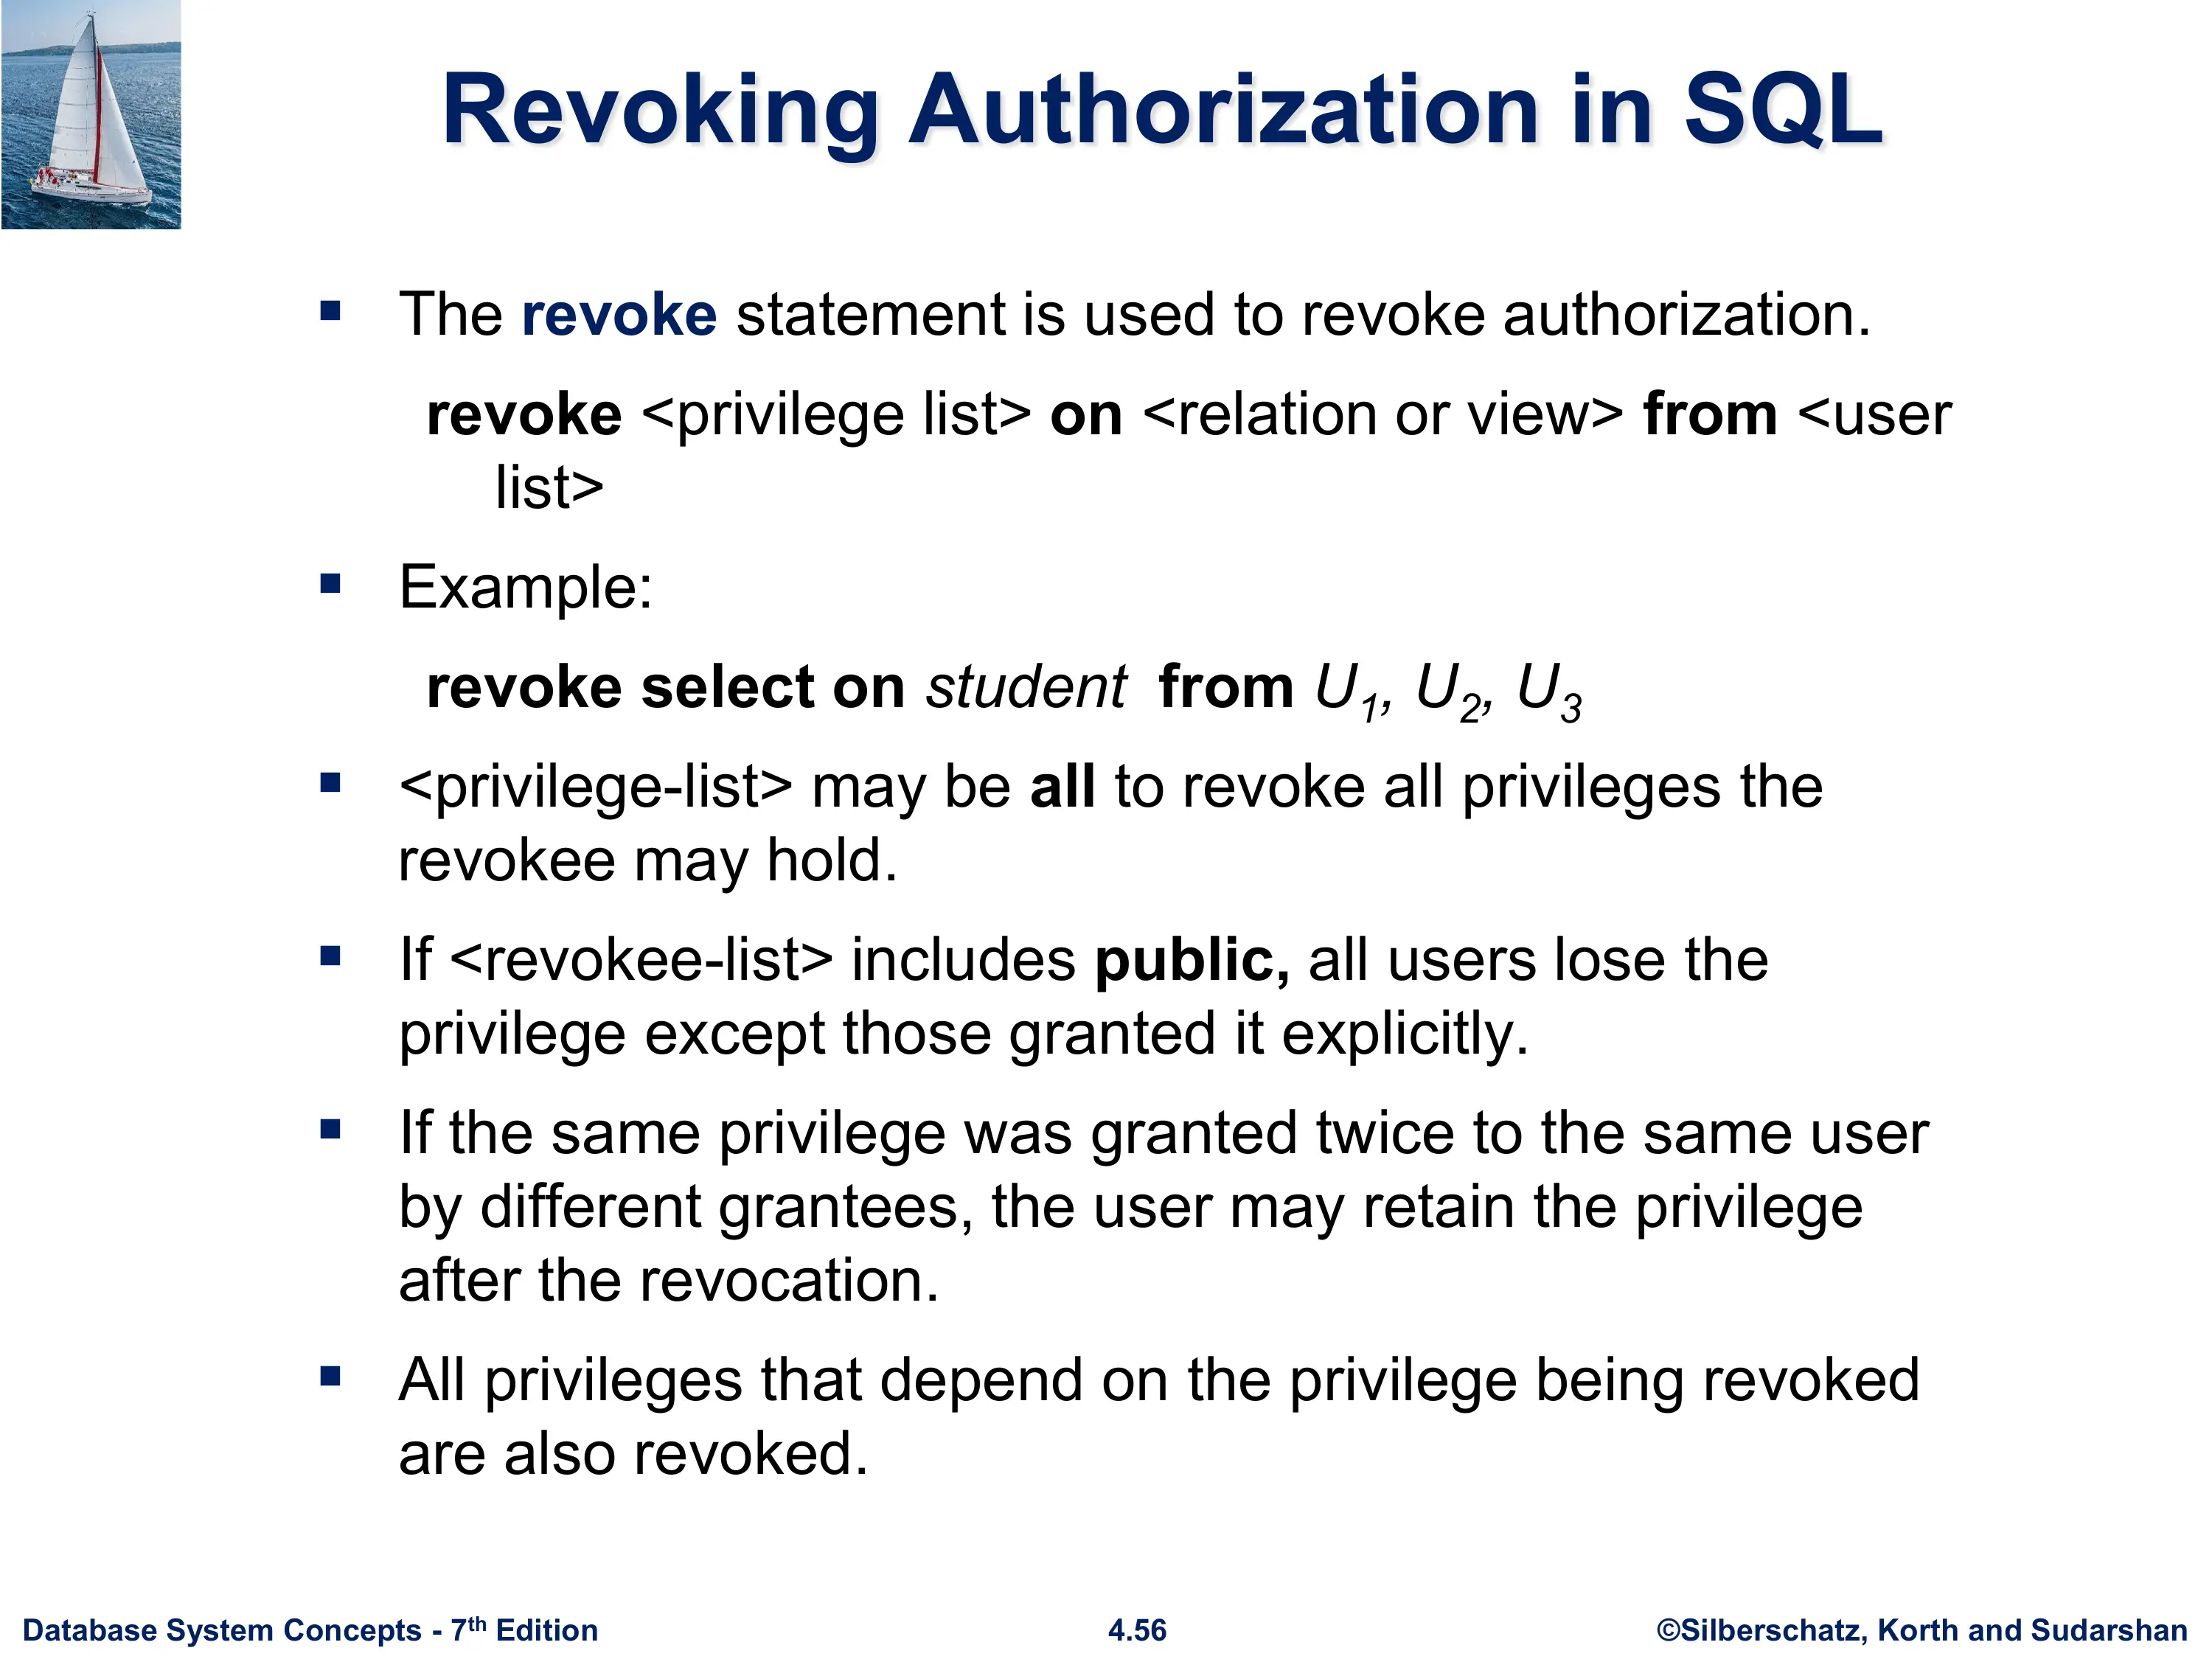 Revoking Authorization in SQL
▪ The revoke statement is used to revoke authorization.
revoke <privilege list> on <relation or view> from <user
list>
▪ Example:
revoke select on student from U1, U2, U3
▪ <privilege-list> may be all to revoke all privileges the
revokee may hold.
▪ If <revokee-list> includes public, all users lose the
privilege except those granted it explicitly.
▪ If the same privilege was granted twice to the same user
by different grantees, the user may retain the privilege
after the revocation.
▪ All privileges that depend on the privilege being revoked
are also revoked.
Database System Concepts - 7th Edition
4.56
©Silberschatz, Korth and Sudarshan